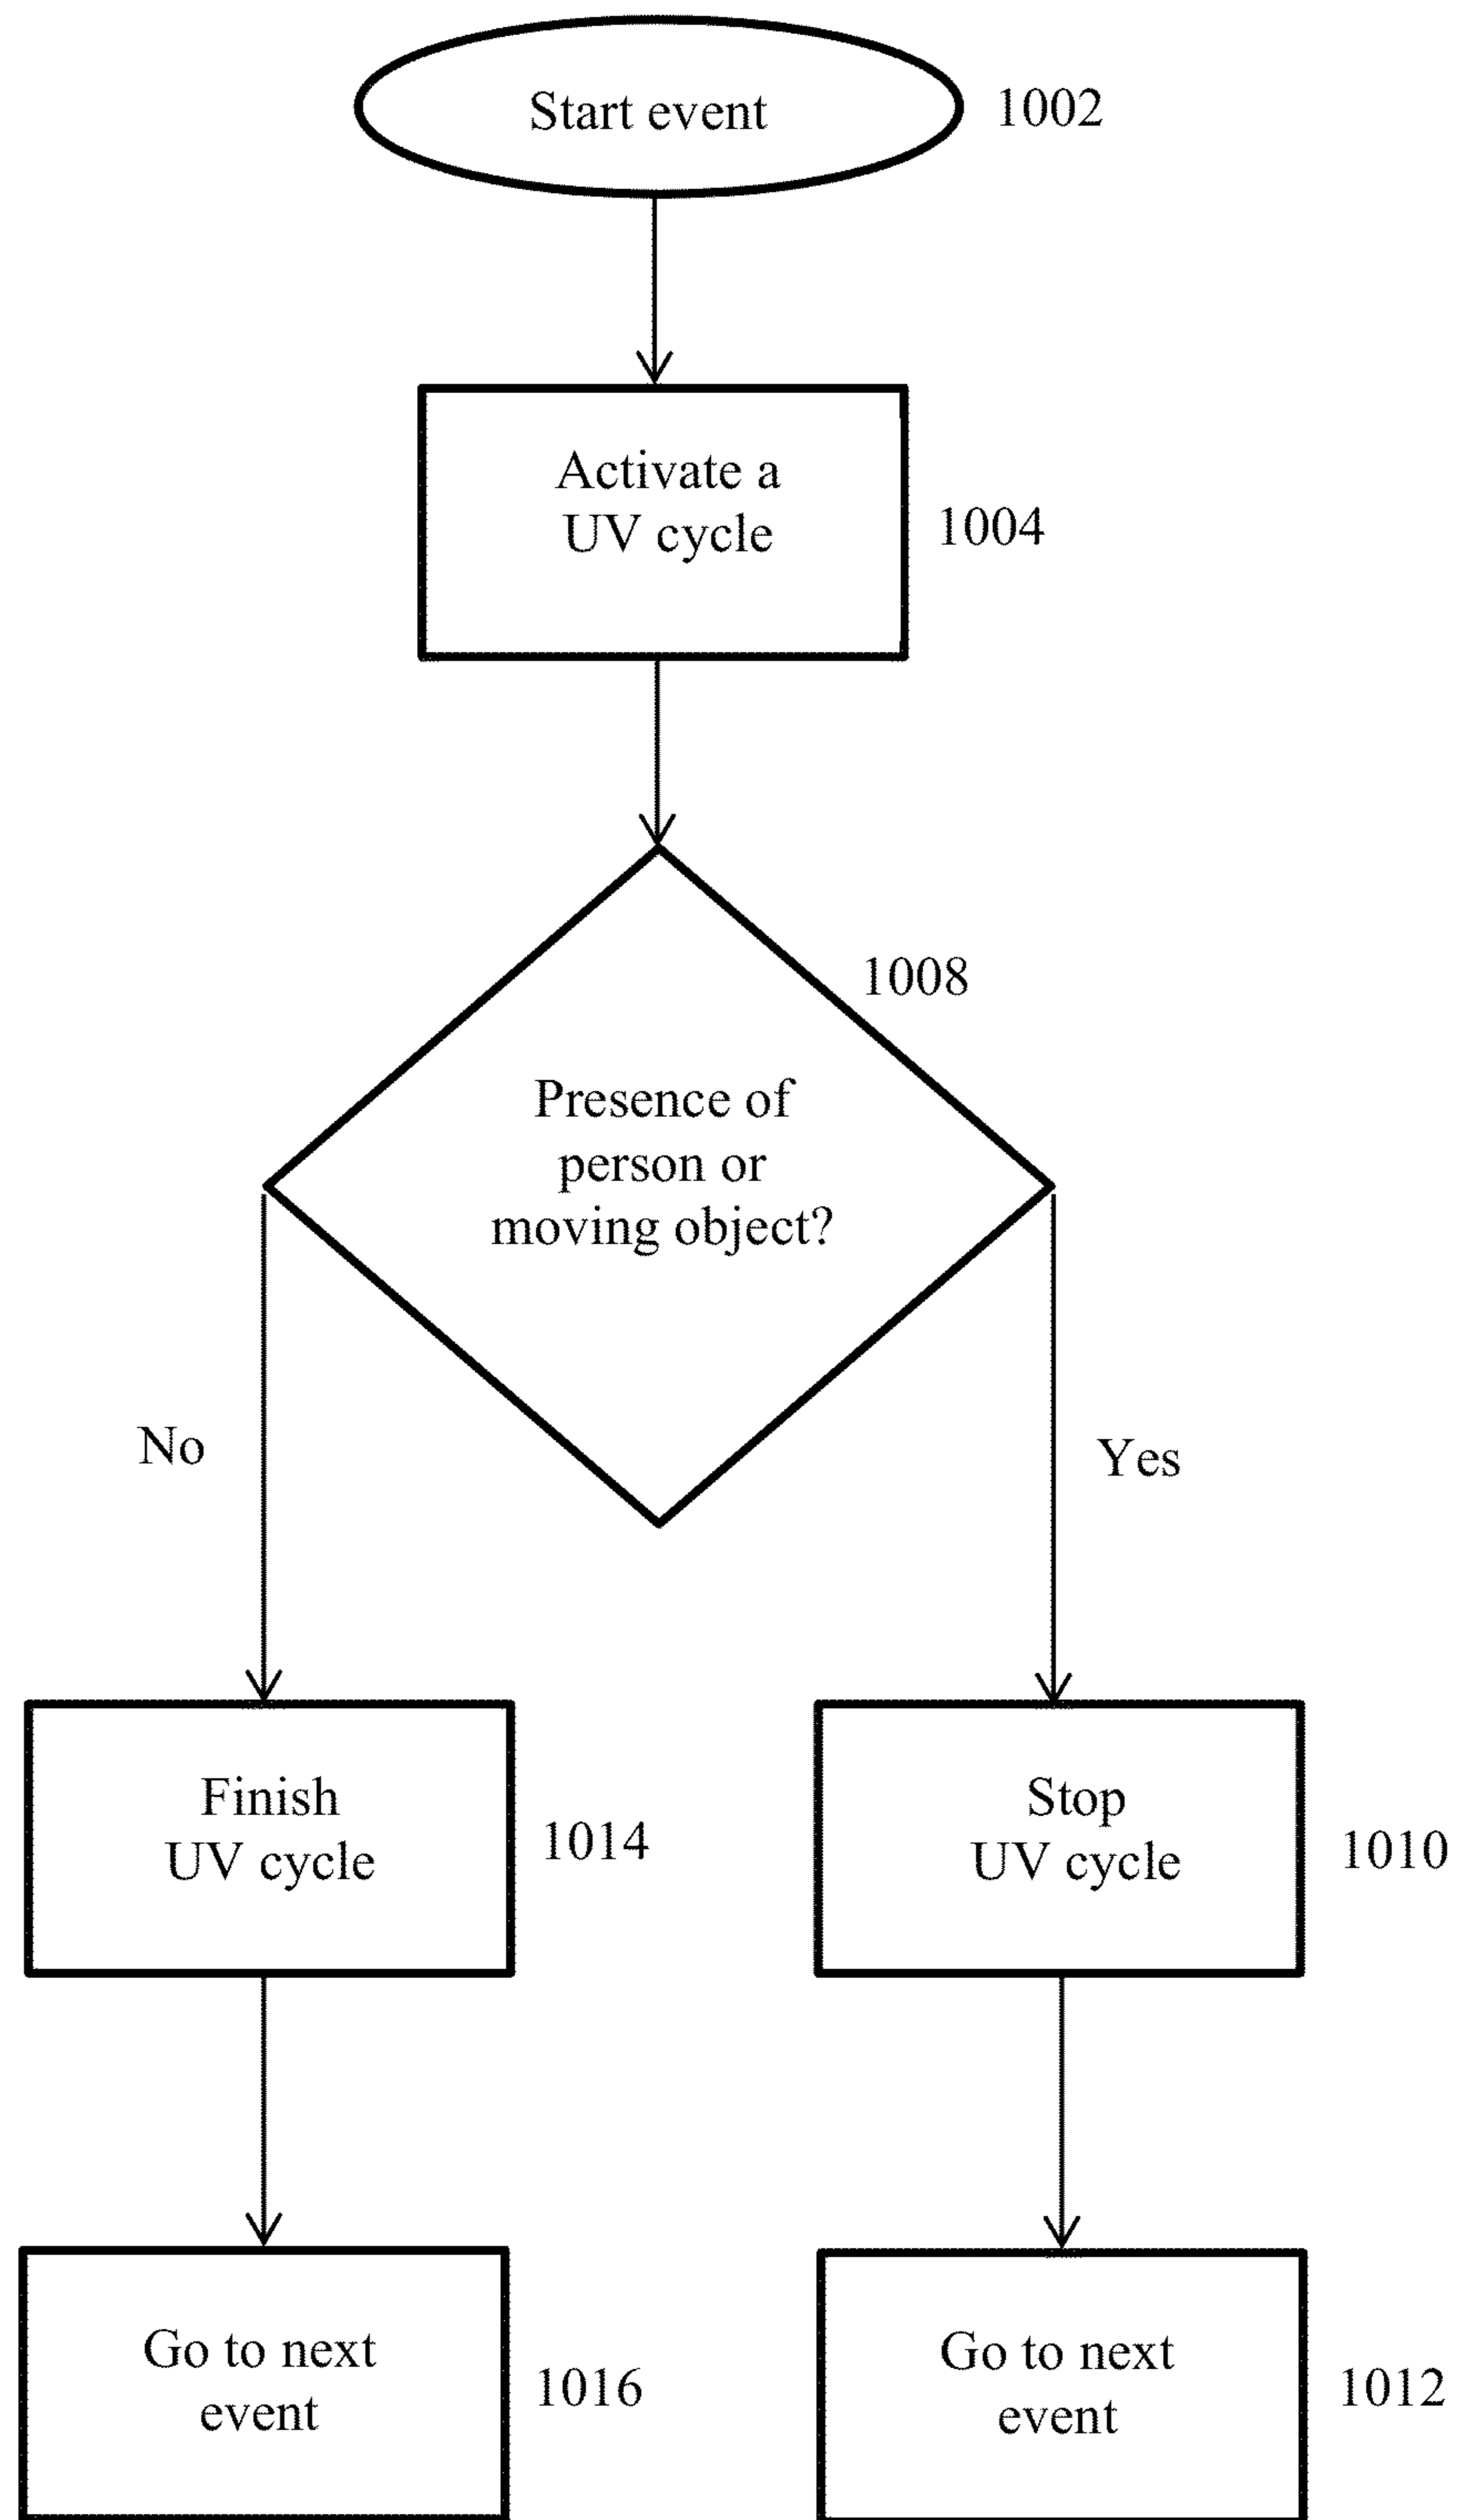 Start event
1002
Activate a
UV cycle
1004
1008
Presence of
person or
moving object?
No
Yes
Finish
UV cycle
1014
Stop
UV cycle
1010
Go to next
event
1016
Go to next
event
1012